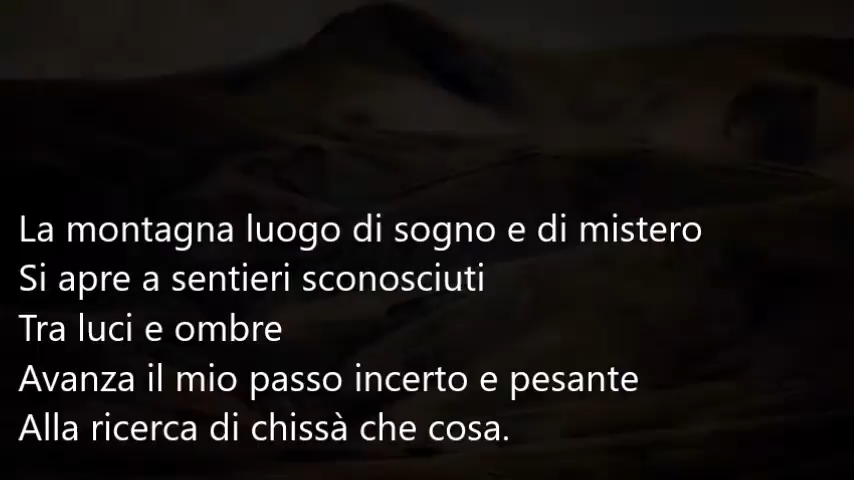 La montagna luogo di sogno e di mistero
Si apre a sentieri sconosciuti
Tra luci e ombre
Avanza il mio passo incerto e pesante
Alla ricerca di chissà che cosa.